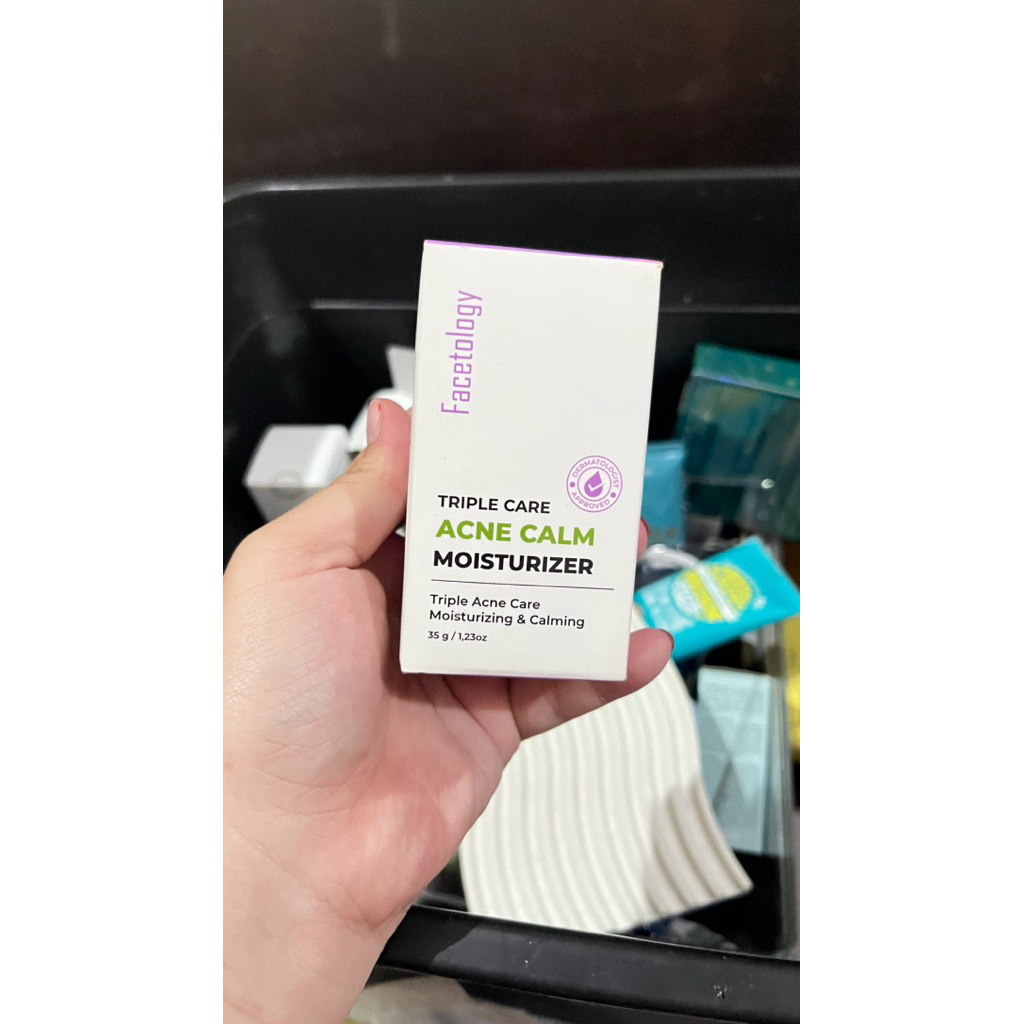 Facetology
DERMATOLOGIST
APPROVED
TRIPLE CARE
ACNE CALM
MOISTURIZER
Triple Acne Care
Moisturizing & Calming
35 g / 1,23oz